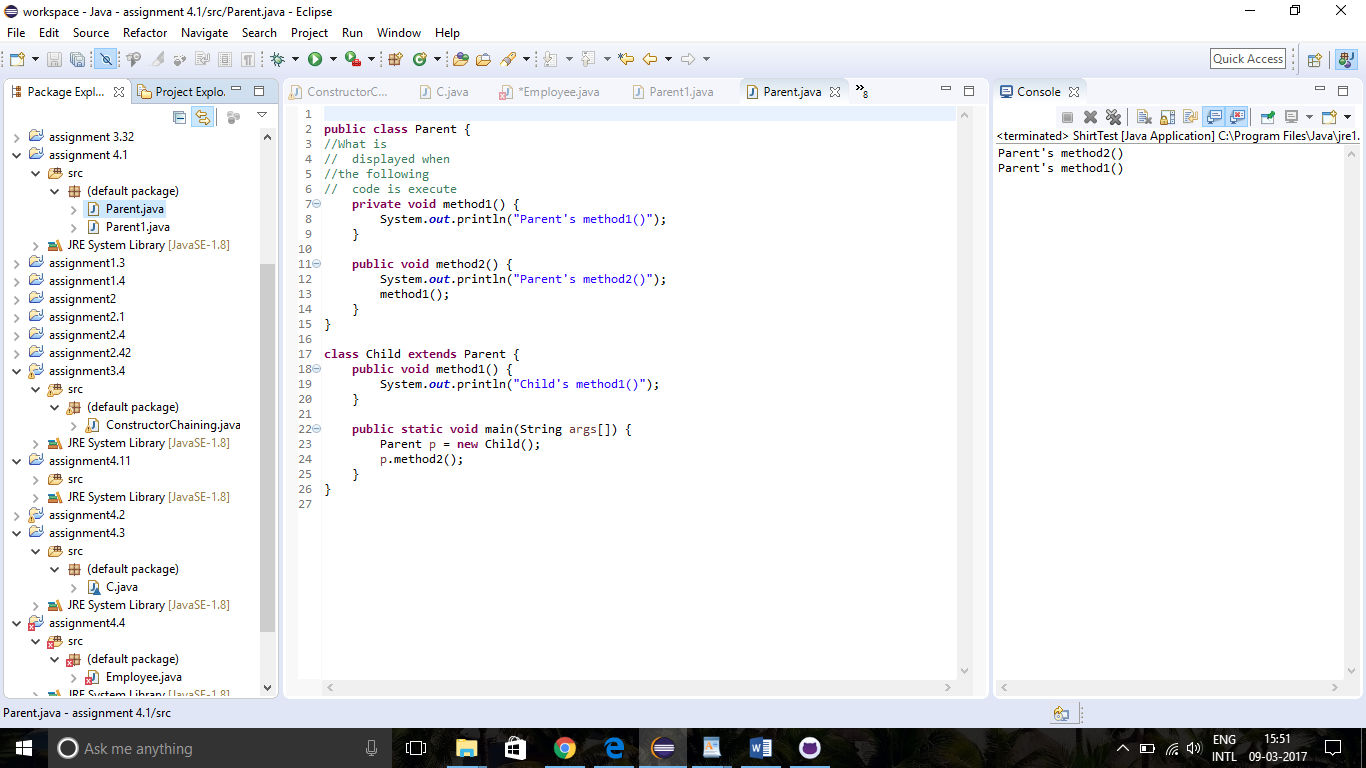 workspace - Java - assignment 4.1/src/Parent.java - Eclipse
File Edit Source Refactor Navigate Search Project Run Window Help
Quick Access
Package Expl... Project Explo.
assignment 3.32
assignment 4.1
src
(default package)
Parent.java
Parent1.java
JRE System Library [JavaSE-1.8]
assignment1.3
assignment1.4
assignment2
assignment2.1
assignment2.4
assignment2.42
assignment3.4
src
(default package)
ConstructorChaining.java
JRE System Library [JavaSE-1.8]
assignment4.11
src
JRE System Library [JavaSE-1.8]
assignment4.2
assignment4.3
src
(default package)
C.java
JRE System Library [JavaSE-1.8]
assignment4.4
src
(default package)
Employee.java
JRE System Library [JavaSE-1.8]
ConstructorC... C.java *Employee.java Parent1.java Parent.java »8
1
2 public class Parent {
3 //What is
4 //  displayed when
5 //the following
6 //  code is execute
7     private void method1() {
8         System.out.println("Parent's method1()");
9     }
10
11     public void method2() {
12         System.out.println("Parent's method2()");
13         method1();
14     }
15 }
16
17 class Child extends Parent {
18     public void method1() {
19         System.out.println("Child's method1()");
20     }
21
22     public static void main(String args[]) {
23         Parent p = new Child();
24         p.method2();
25     }
26 }
27
Console
<terminated> ShirtTest [Java Application] C:\Program Files\Java\jre1.
Parent's method2()
Parent's method1()
Parent.java - assignment 4.1/src
Ask me anything
ENG
INTL
15:51
09-03-2017